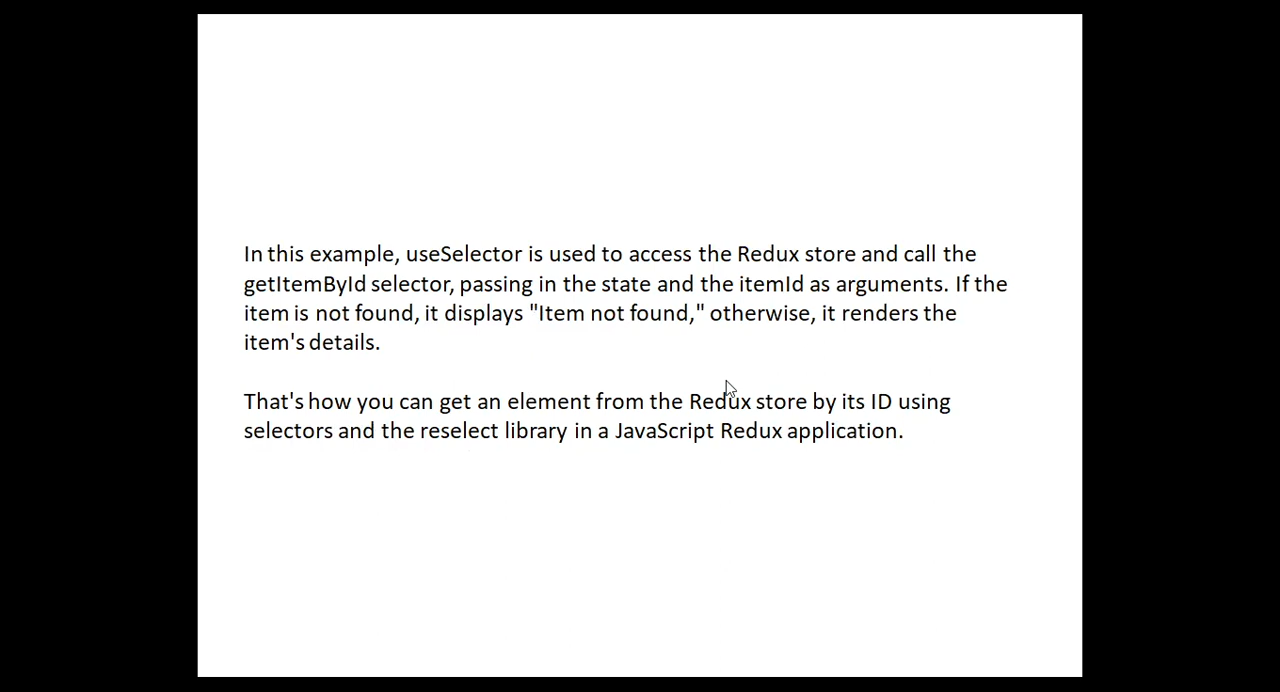 In this example, useSelector is used to access the Redux store and call the
getItemById selector, passing in the state and the itemId as arguments. If the
item is not found, it displays "Item not found," otherwise, it renders the
item's details.
That's how you can get an element from the Redux store by its ID using
selectors and the reselect library in a JavaScript Redux application.